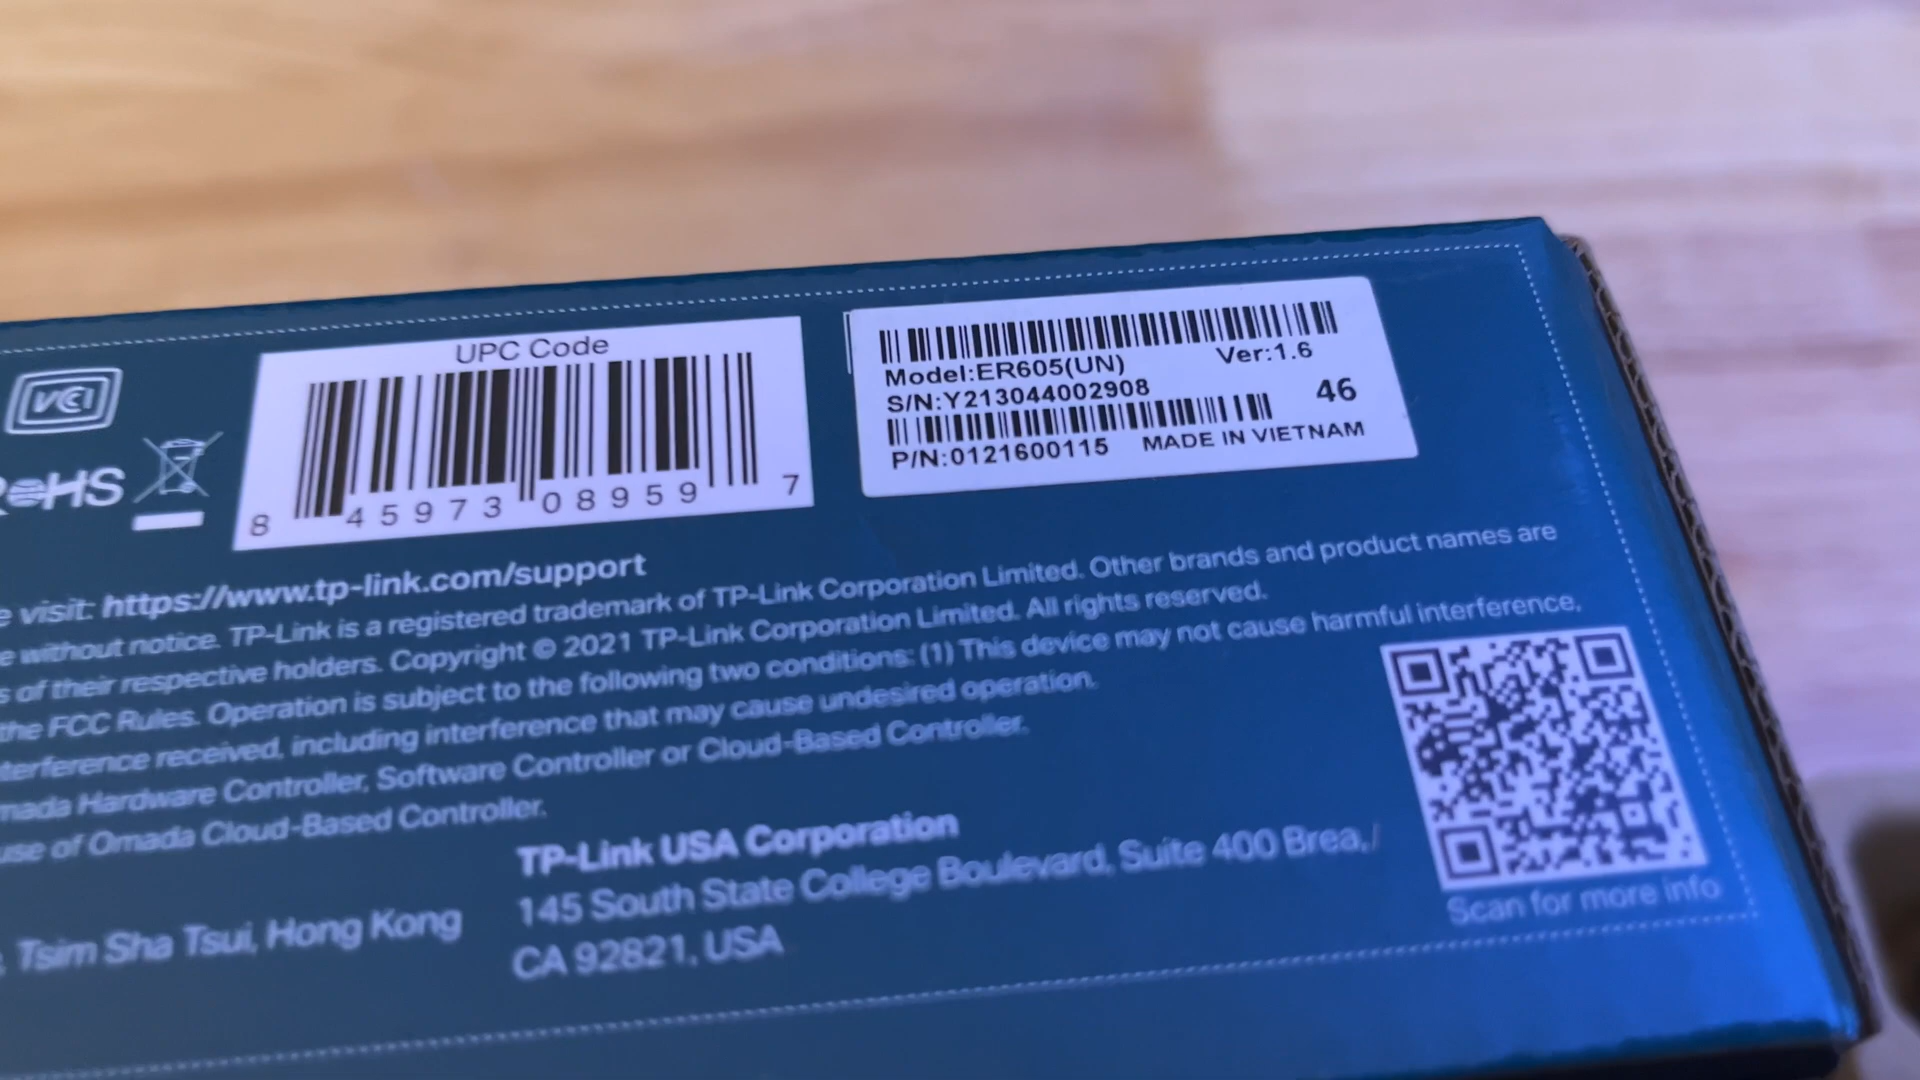 VCCI
RoHS
UPC Code
8 45973 08959 7
Model:ER605(UN) Ver:1.6
S/N:Y213044002908
46
P/N:0121600115 MADE IN VIETNAM
visit: https://www.tp-link.com/support
without notice. TP-Link is a registered trademark of TP-Link Corporation Limited. Other brands and product names are
of their respective holders. Copyright © 2021 TP-Link Corporation Limited. All rights reserved.
the FCC Rules. Operation is subject to the following two conditions: (1) This device may not cause harmful interference,
received, including interference that may cause undesired operation.
Hardware Controller, Software Controller or Cloud-Based Controller.
use of Omada Cloud-Based Controller.
Tsim Sha Tsui, Hong Kong
TP-Link USA Corporation
145 South State College Boulevard, Suite 400 Brea, /
CA 92821, USA
Scan for more info